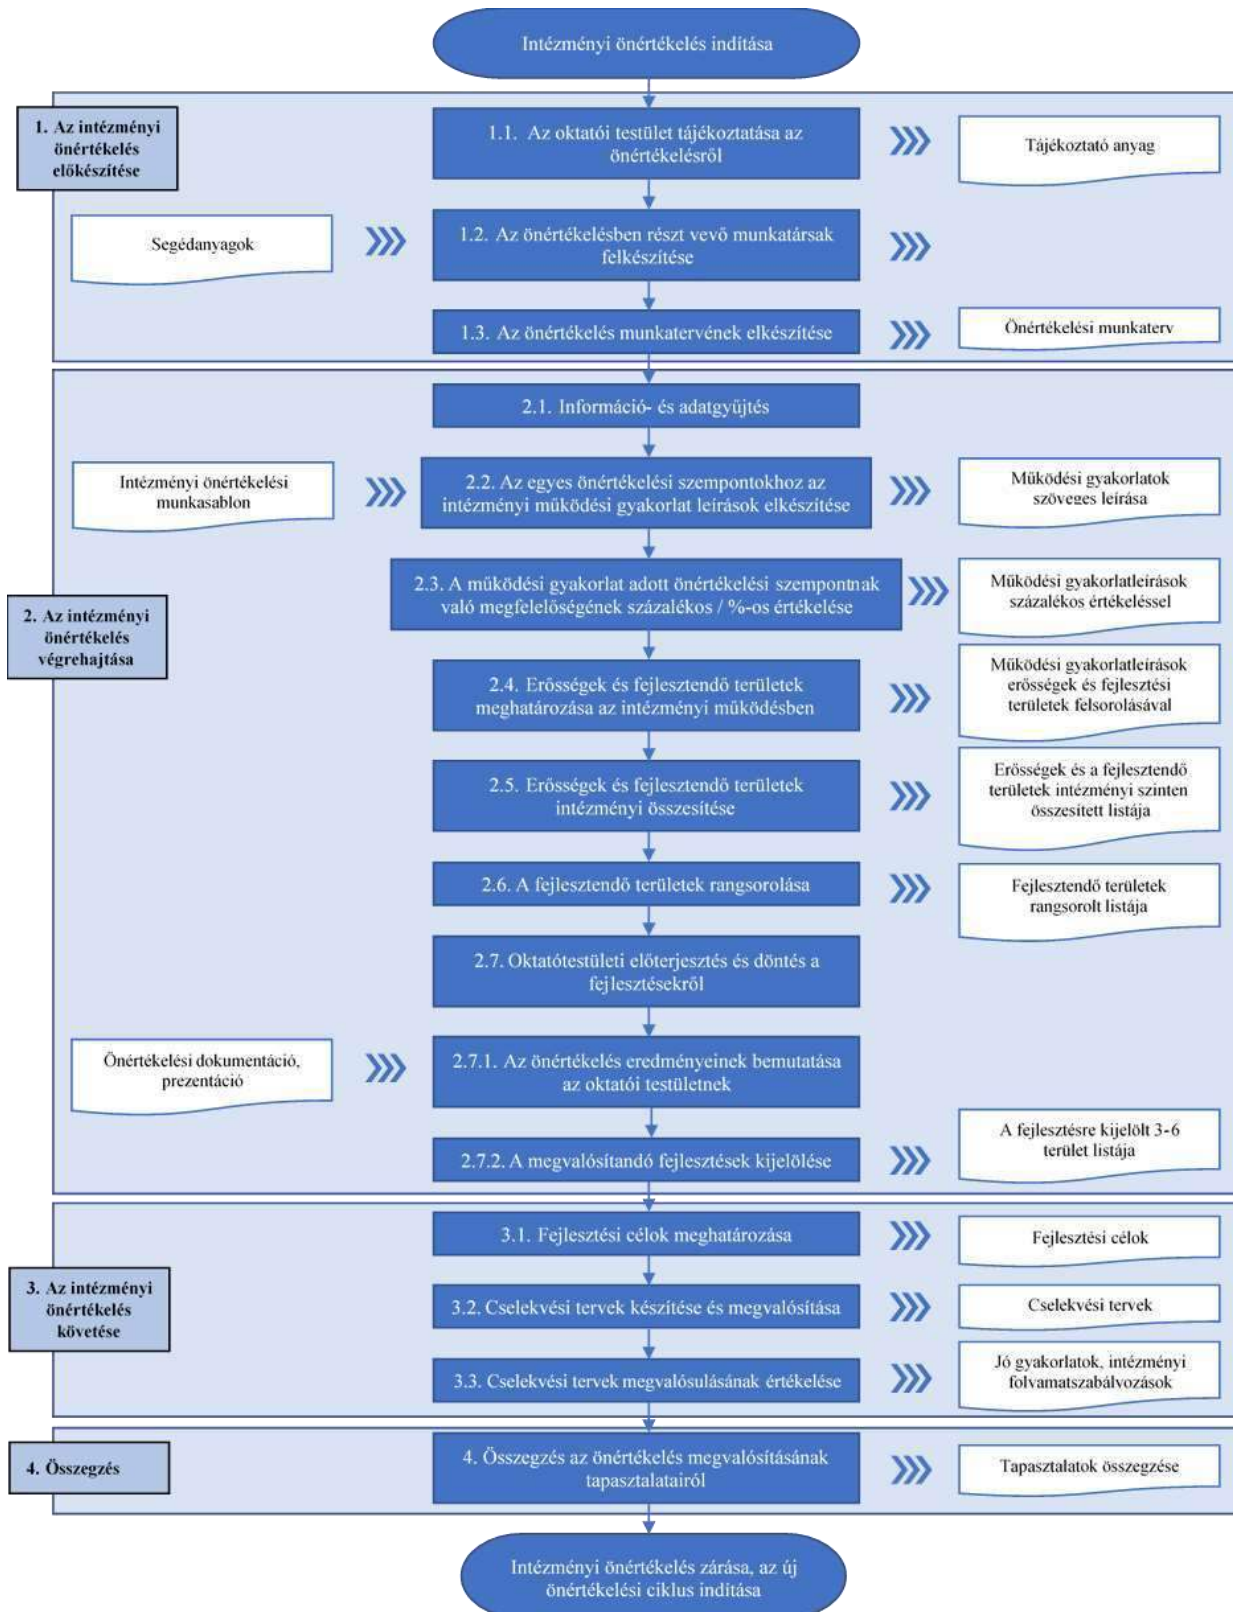 Intézményi önértékelés indítása
1. Az intézményi
önértékelés
előkészítése
1.1. Az oktatói testület tájékoztatása az
önértékelésről
Tájékoztató anyag
Segédanyagok
1.2. Az önértékelésben részt vevő munkatársak
felkészítése
1.3. Az önértékelés munkatervének elkészítése
Önértékelési munkaterv
2. Az intézményi
önértékelés
végrehajtása
2.1. Információ- és adatgyűjtés
Intézményi önértékelési
munkasablon
2.2. Az egyes önértékelési szempontokhoz az
intézményi működési gyakorlat leírások elkészítése
Működési gyakorlatok
szöveges leírása
2.3. A működési gyakorlat adott önértékelési szempontnak
való megfelelőségének százalékos / %-os értékelése
Működési gyakorlatleírások
százalékos értékeléssel
2.4. Erősségek és fejlesztendő területek
meghatározása az intézményi működésben
Működési gyakorlatleírások
erősségek és fejlesztési
területek felsorolásával
2.5. Erősségek és fejlesztendő területek
intézményi összesítése
Erősségek és a fejlesztendő
területek intézményi szinten
összesített listája
2.6. A fejlesztendő területek rangsorolása
Fejlesztendő területek
rangsorolt listája
2.7. Oktatótestületi előterjesztés és döntés a
fejlesztésekről
Önértékelési dokumentáció,
prezentáció
2.7.1. Az önértékelés eredményeinek bemutatása
az oktatói testületnek
2.7.2. A megvalósítandó fejlesztések kijelölése
A fejlesztésre kijelölt 3-6
terület listája
3. Az intézményi
önértékelés
követése
3.1. Fejlesztési célok meghatározása
Fejlesztési célok
3.2. Cselekvési tervek készítése és megvalósítása
Cselekvési tervek
3.3. Cselekvési tervek megvalósulásának értékelése
Jó gyakorlatok, intézményi
folyamatszabályozások
4. Összegzés
4. Összegzés az önértékelés megvalósításának
tapasztalatairól
Tapasztalatok összegzése
Intézményi önértékelés zárása, az új
önértékelési ciklus indítása